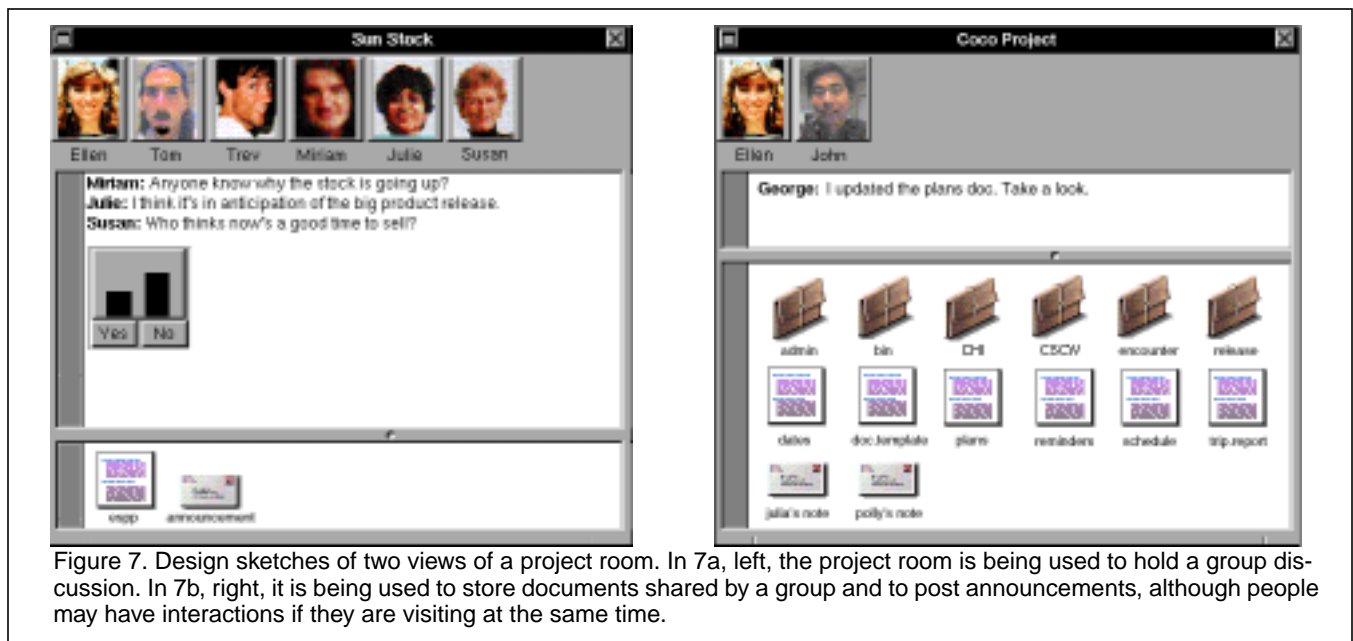 Sun Stock
Ellen Tom Trev Miriam Julie Susan
Miriam: Anyone know why the stock is going up?
Julie: I think it's in anticipation of the big product release.
Susan: Who thinks now's a good time to sell?
Yes No
espp announcement
Coco Project
Ellen John
George: I updated the plans doc. Take a look.
admin bin CHI CSCW encounter release
dates doc.template plans reminders schedule trip.report
julia's note polly's note
Figure 7. Design sketches of two views of a project room. In 7a, left, the project room is being used to hold a group dis-
cussion. In 7b, right, it is being used to store documents shared by a group and to post announcements, although people
may have interactions if they are visiting at the same time.